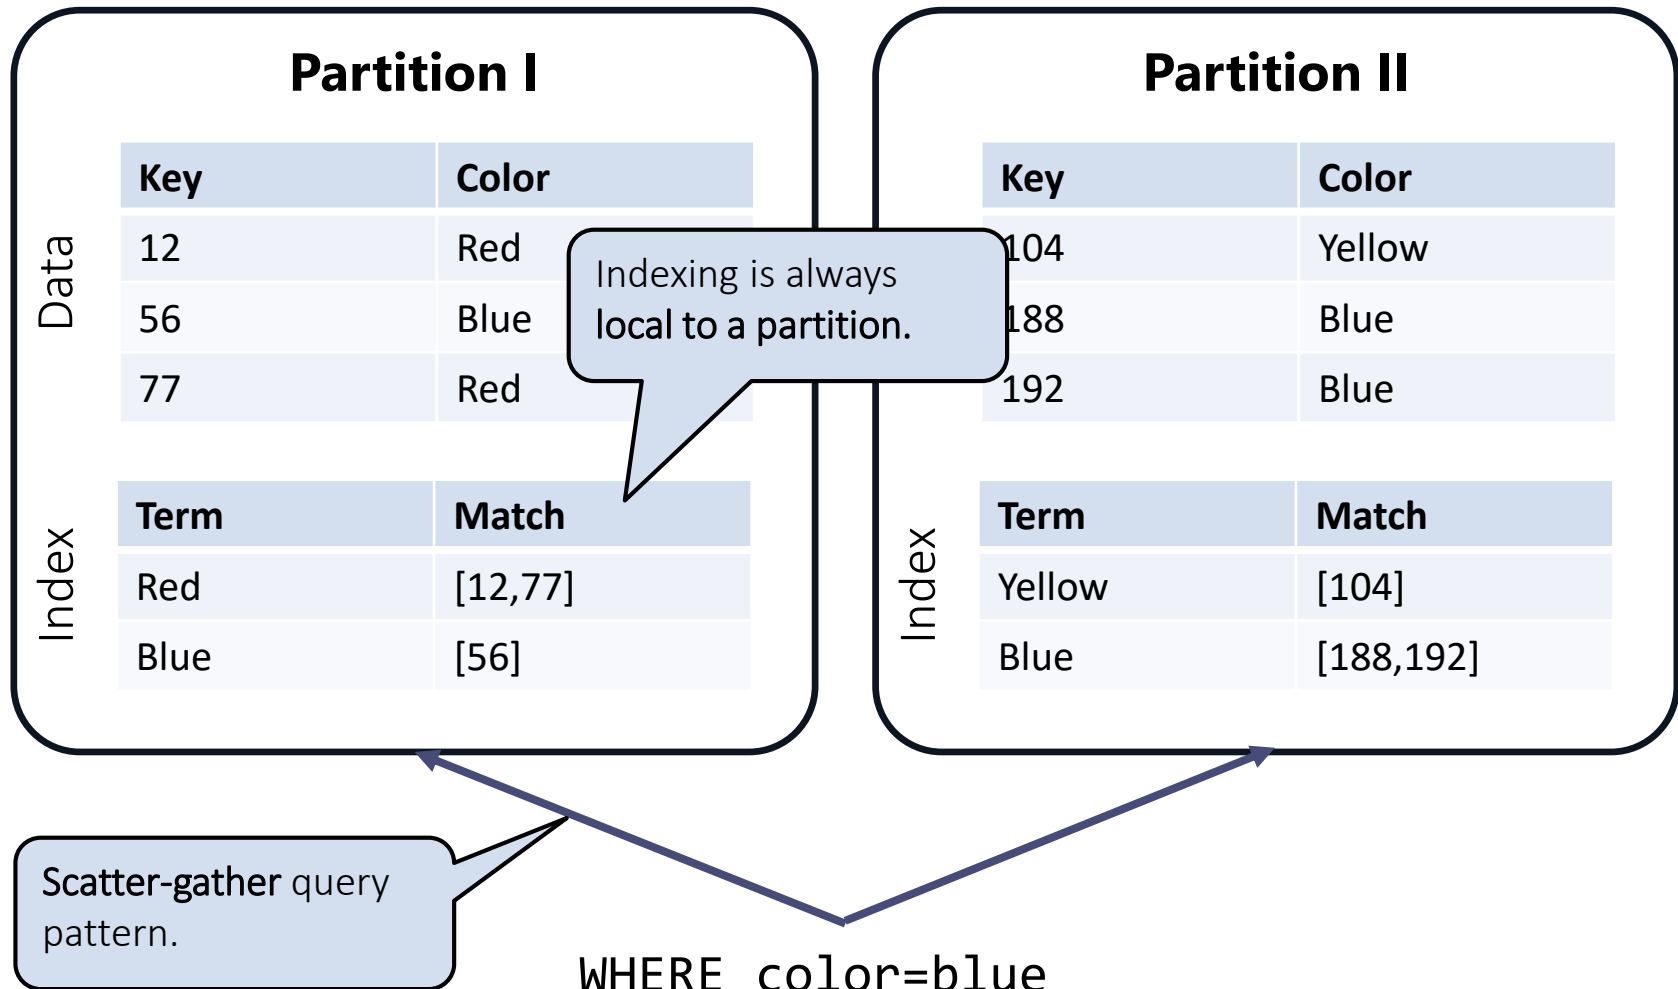 Partition I
Data
Key Color
12 Red
56 Blue
77 Red
Index
Term Match
Red [12,77]
Blue [56]
Indexing is always
local to a partition.
Partition II
Key Color
104 Yellow
188 Blue
192 Blue
Index
Term Match
Yellow [104]
Blue [188,192]
Scatter-gather query
pattern.
WHERE color=blue